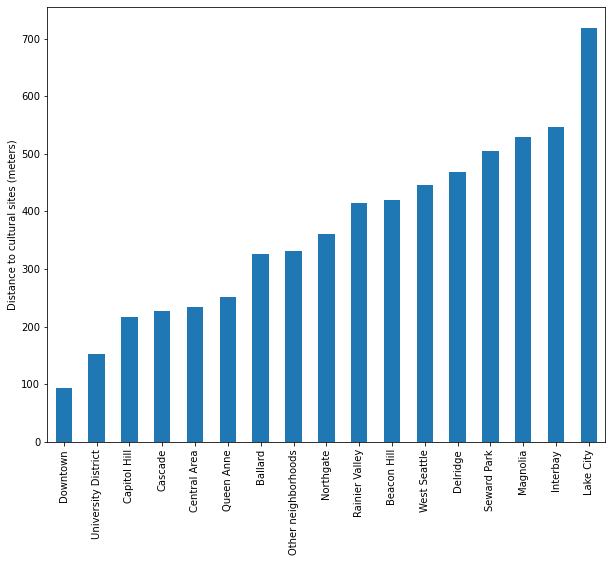 Distance to cultural sites (meters)
700
600
500
400
300
200
100
0
Downtown
University District
Capitol Hill
Cascade
Central Area
Queen Anne
Ballard
Other neighborhoods
Northgate
Rainier Valley
Beacon Hill
West Seattle
Delridge
Seward Park
Magnolia
Interbay
Lake City